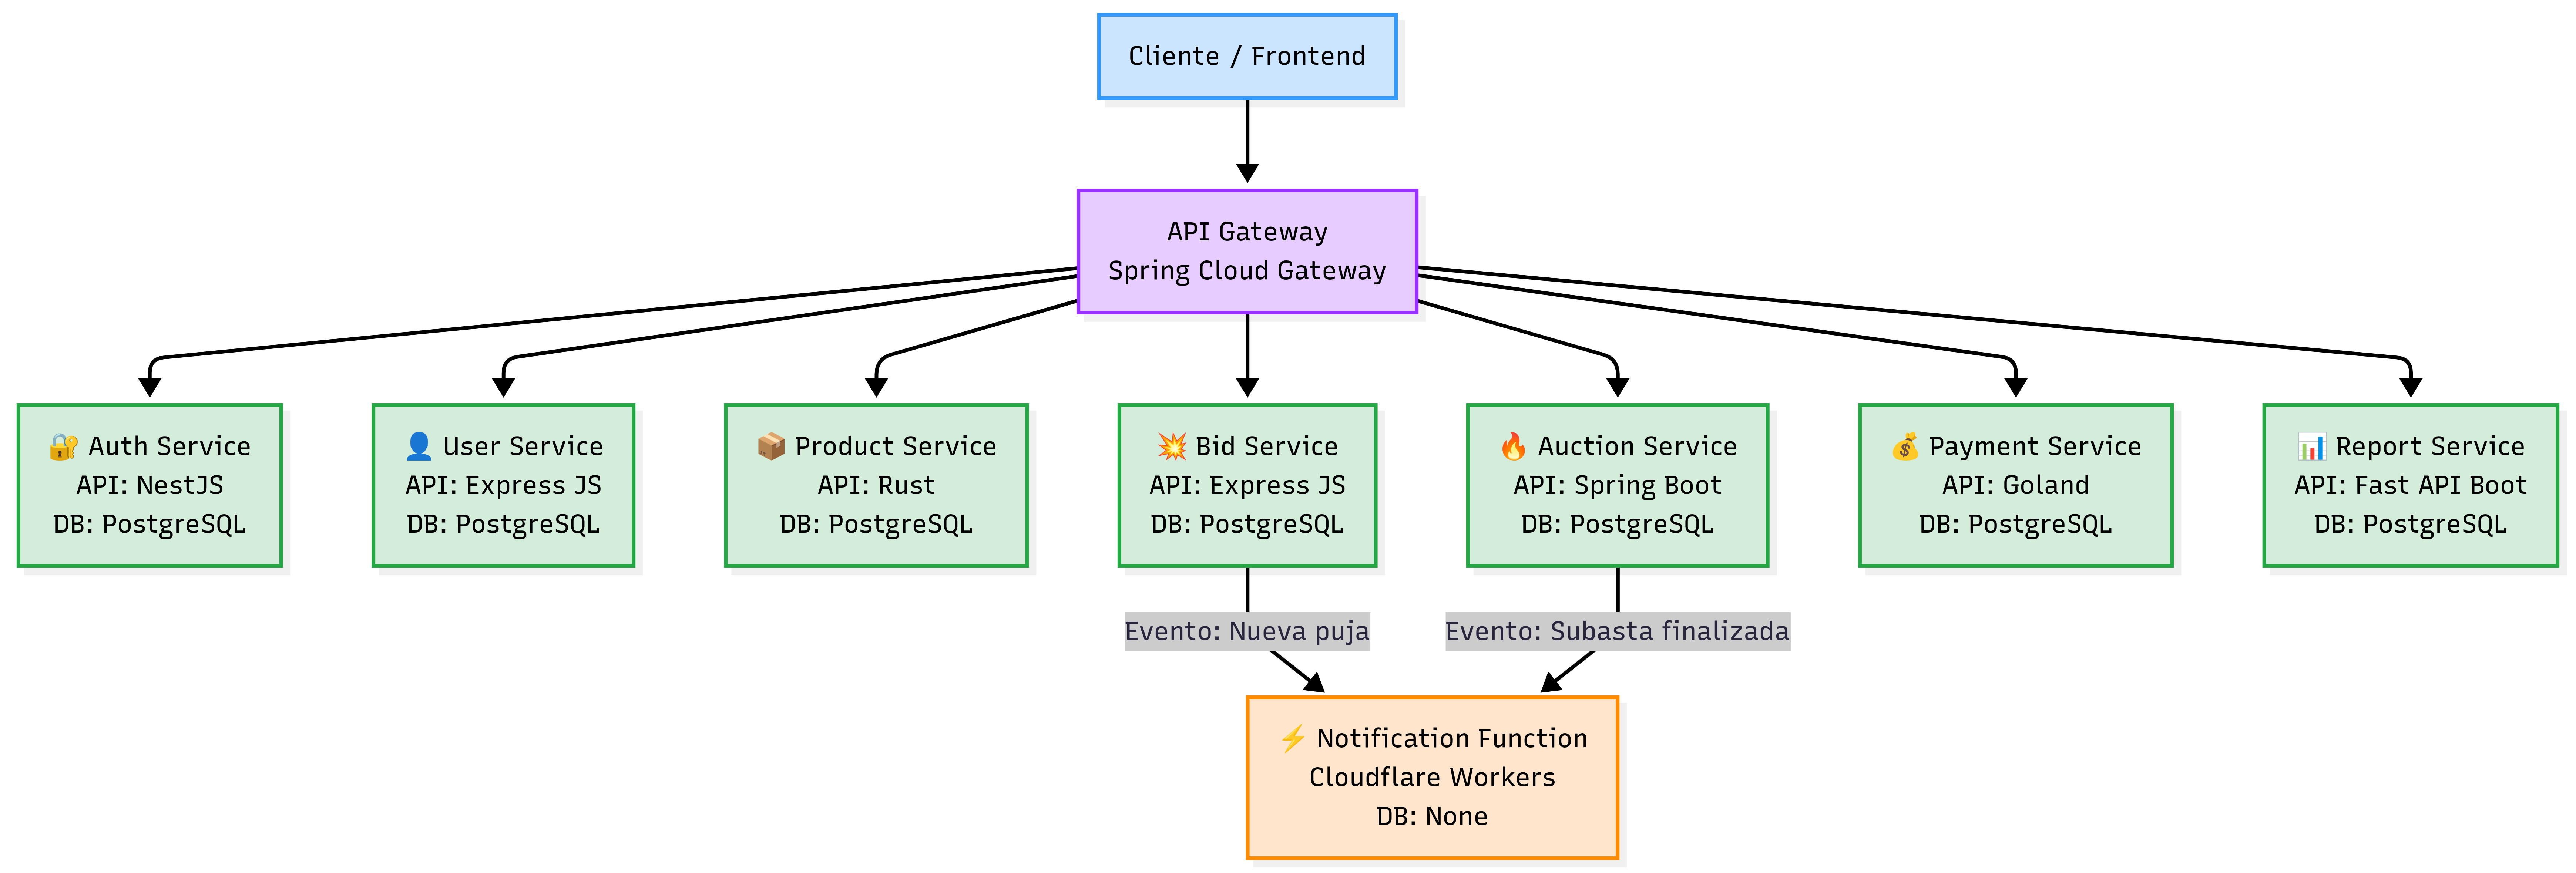 Cliente / Frontend
API Gateway
Spring Cloud Gateway
🔐 Auth Service
API: NestJS
DB: PostgreSQL
👤 User Service
API: Express JS
DB: PostgreSQL
📦 Product Service
API: Rust
DB: PostgreSQL
💥 Bid Service
API: Express JS
DB: PostgreSQL
🔥 Auction Service
API: Spring Boot
DB: PostgreSQL
💰 Payment Service
API: Goland
DB: PostgreSQL
📊 Report Service
API: Fast API Boot
DB: PostgreSQL
Evento: Nueva puja
Evento: Subasta finalizada
⚡ Notification Function
Cloudflare Workers
DB: None